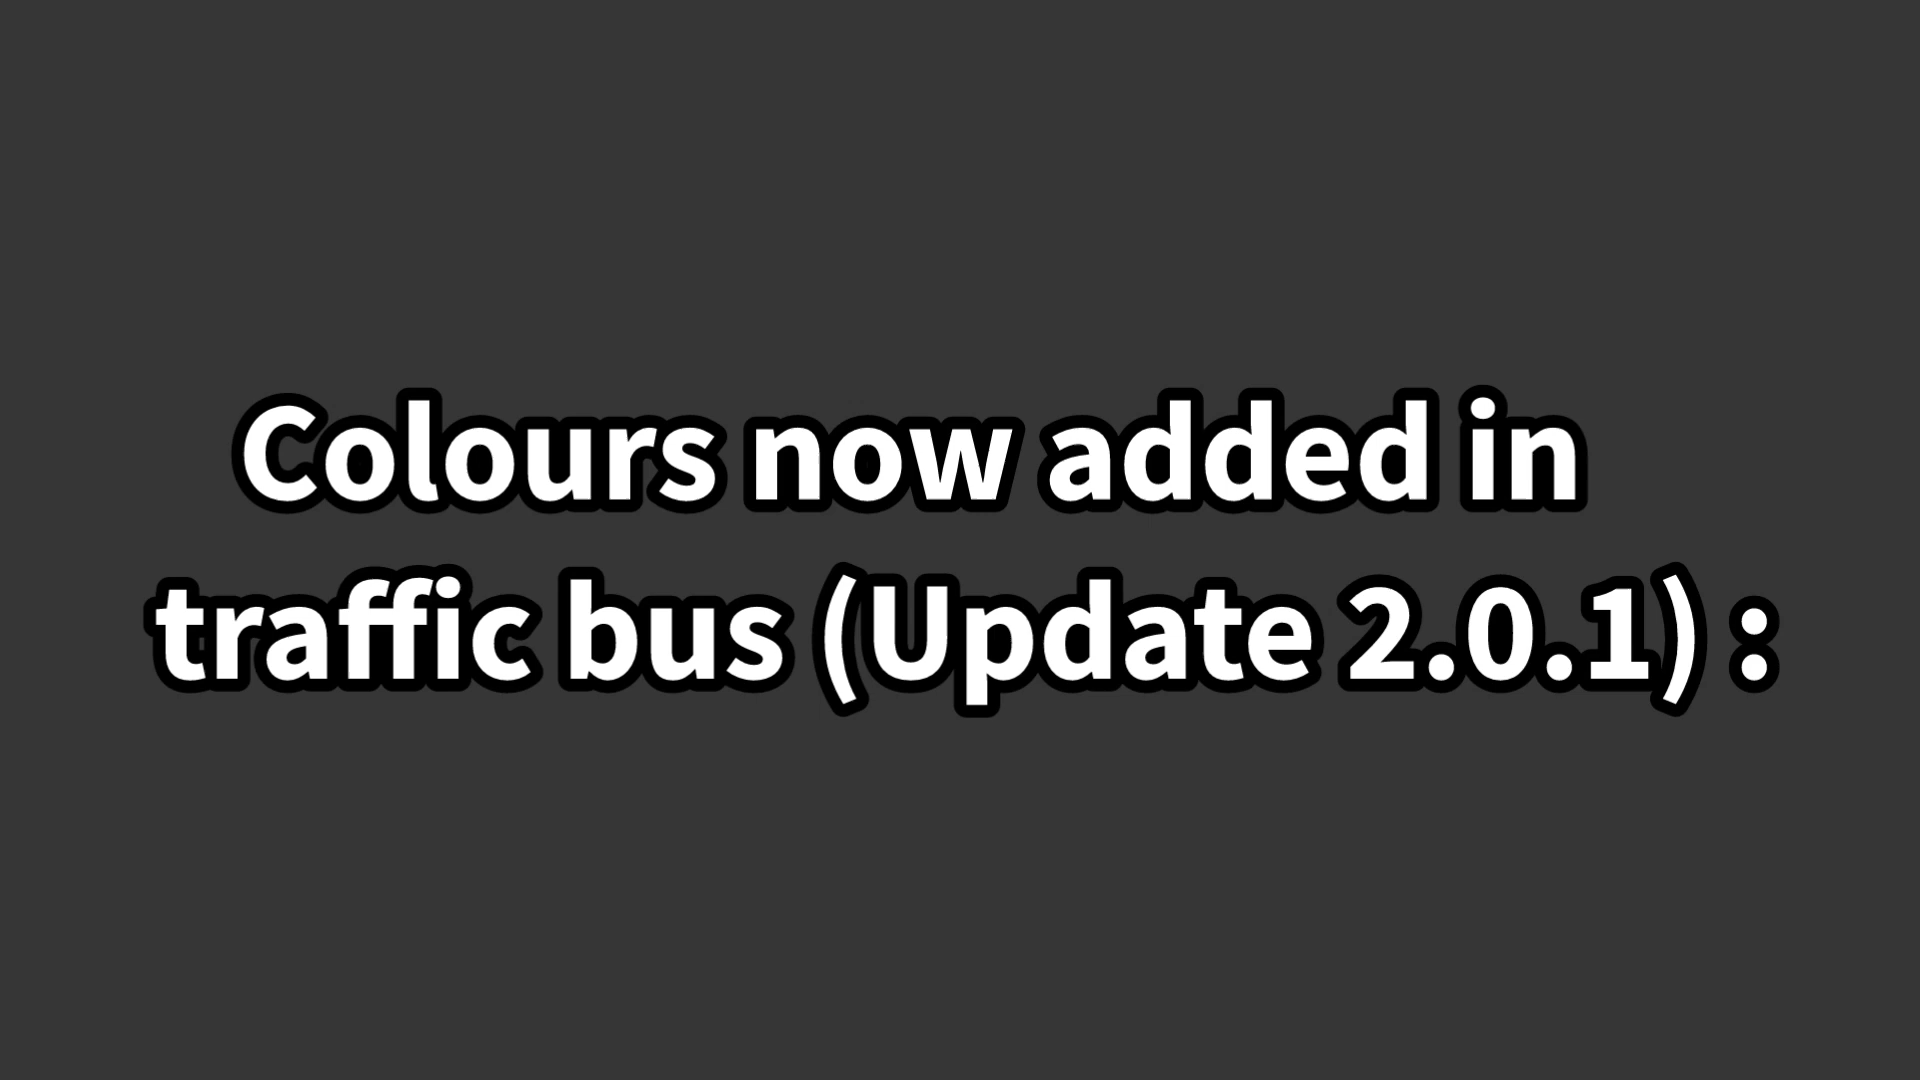 Colours now added in
traffic bus (Update 2.0.1) :